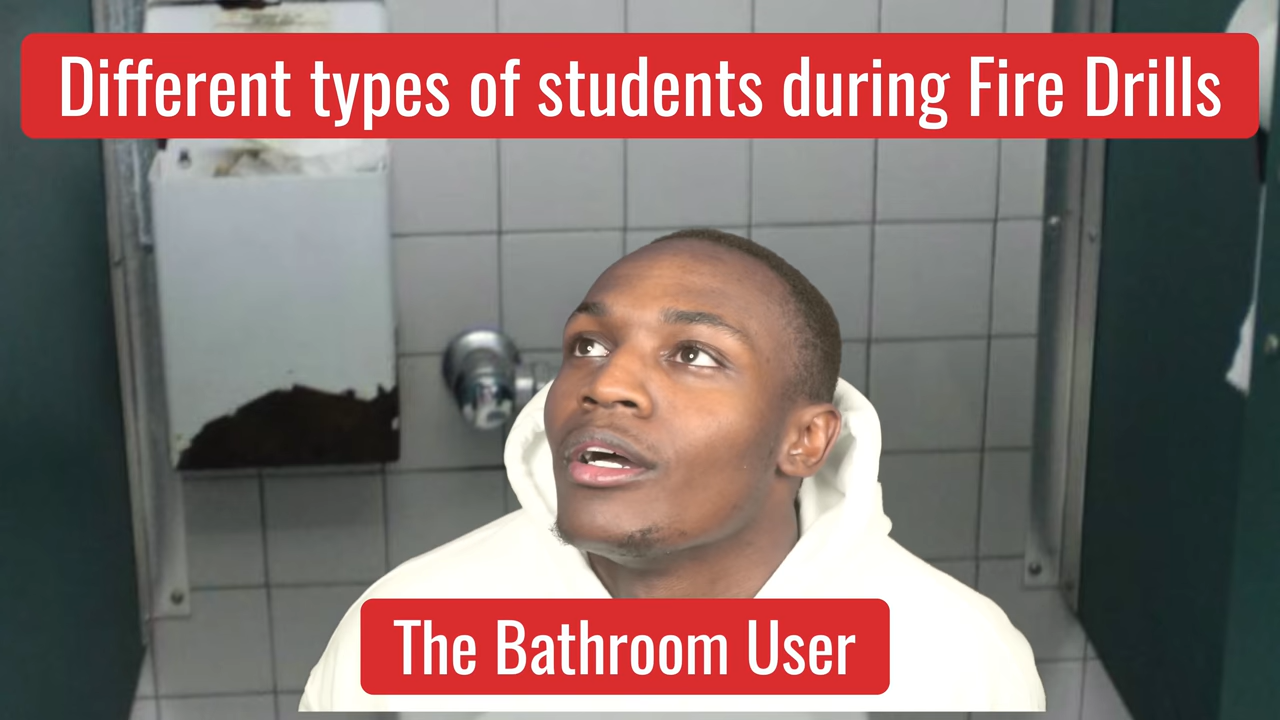 Different types of students during Fire Drills
The Bathroom User